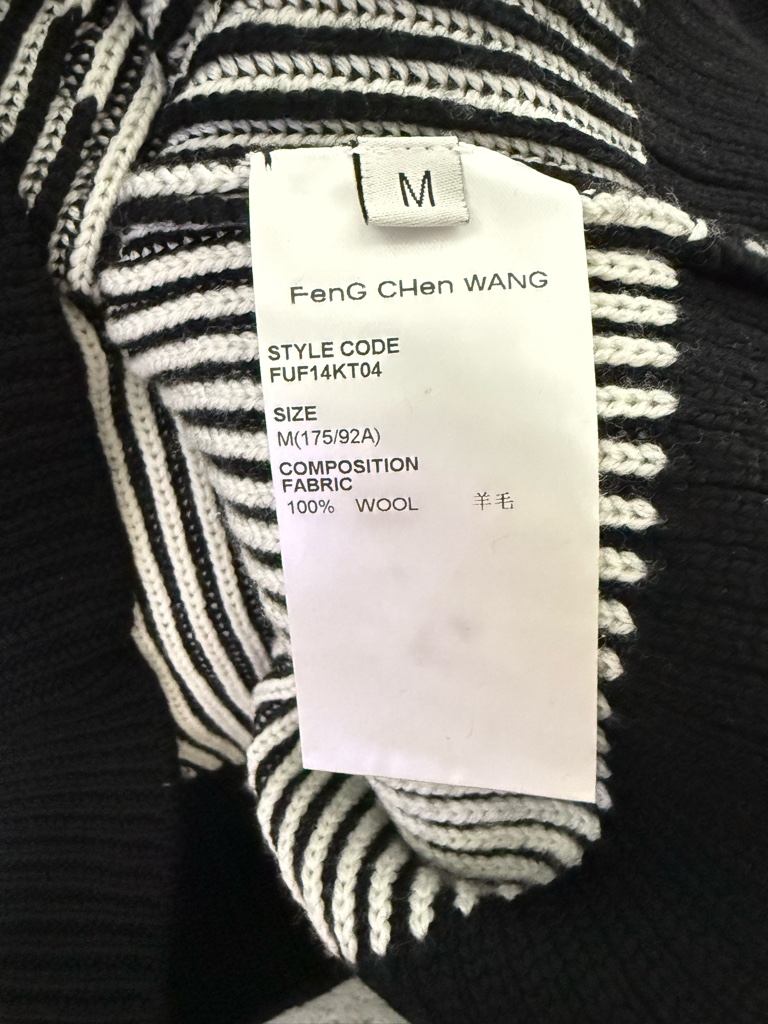 M
FenG CHen WANG
STYLE CODE
FUF14KT04
SIZE
M(175/92A)
COMPOSITION
FABRIC
100% WOOL 羊毛